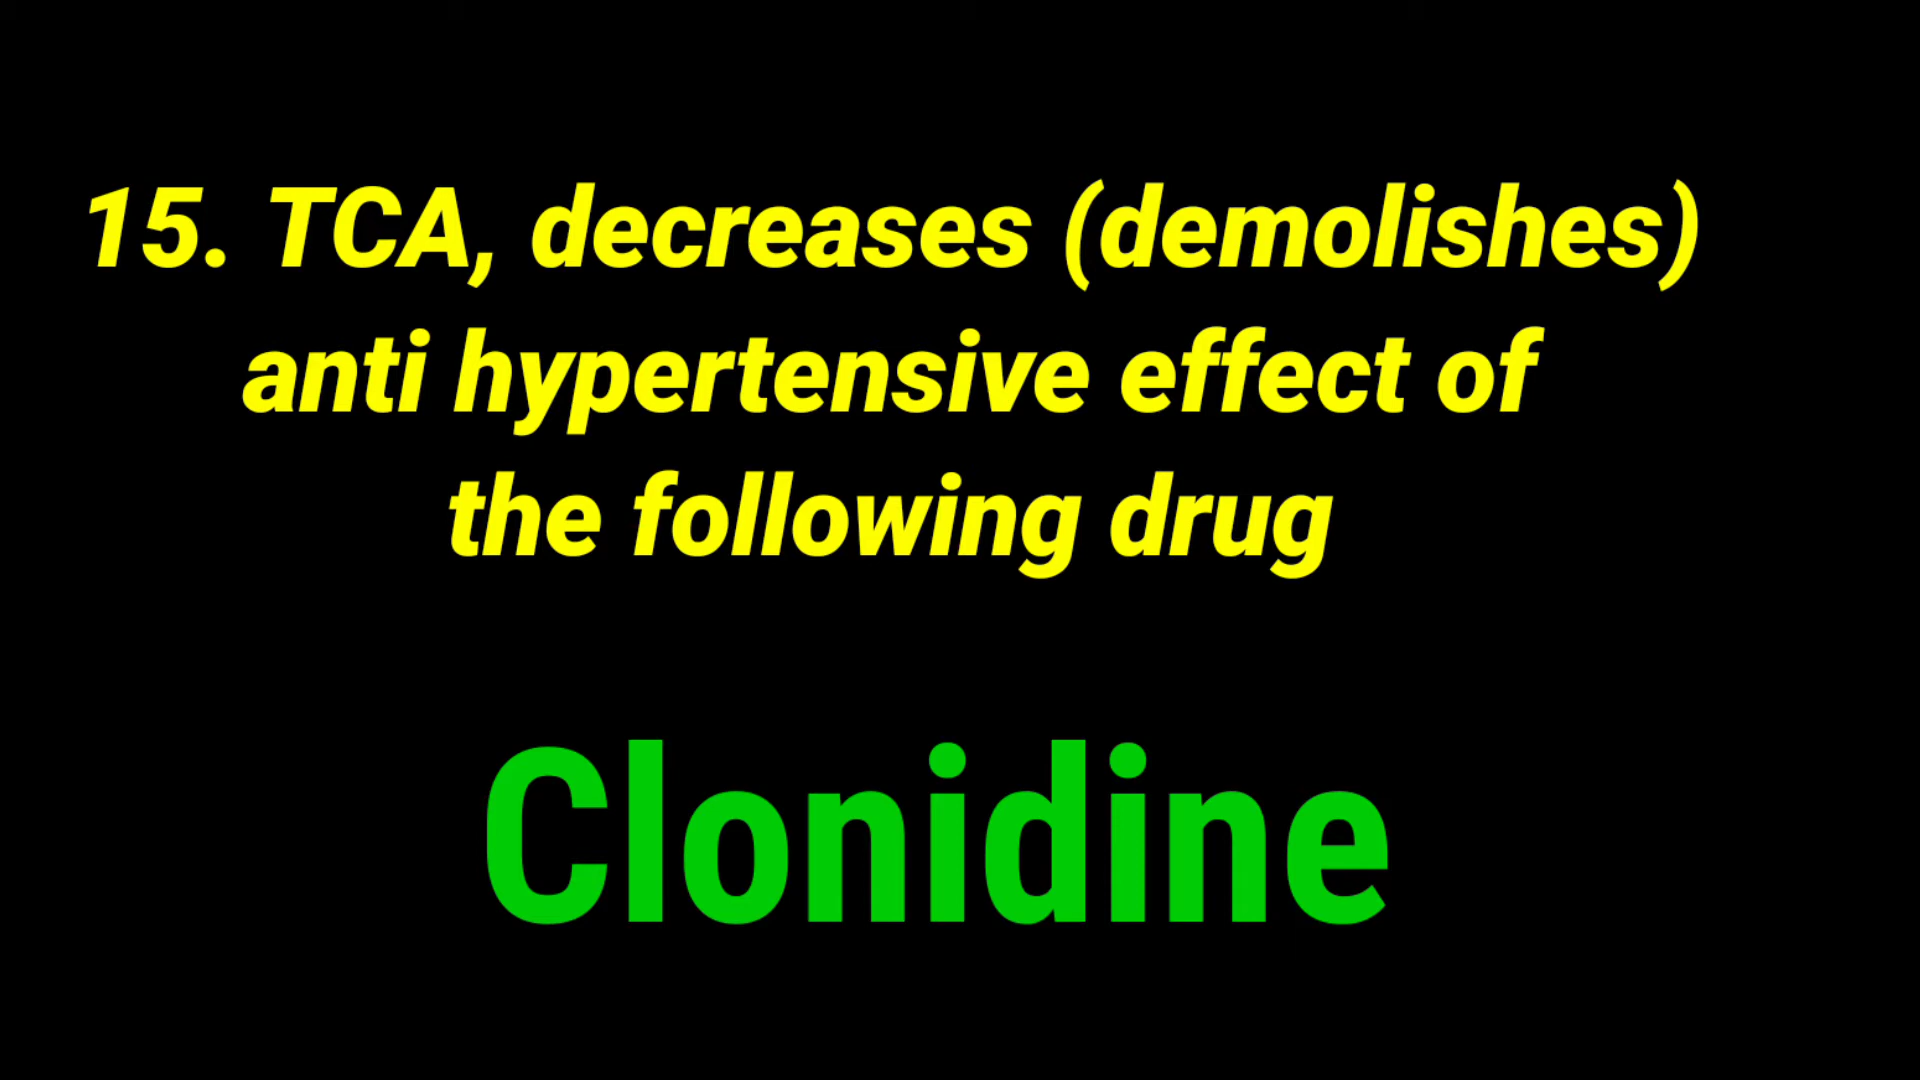 15. TCA, decreases (demolishes)
anti hypertensive effect of
the following drug
Clonidine